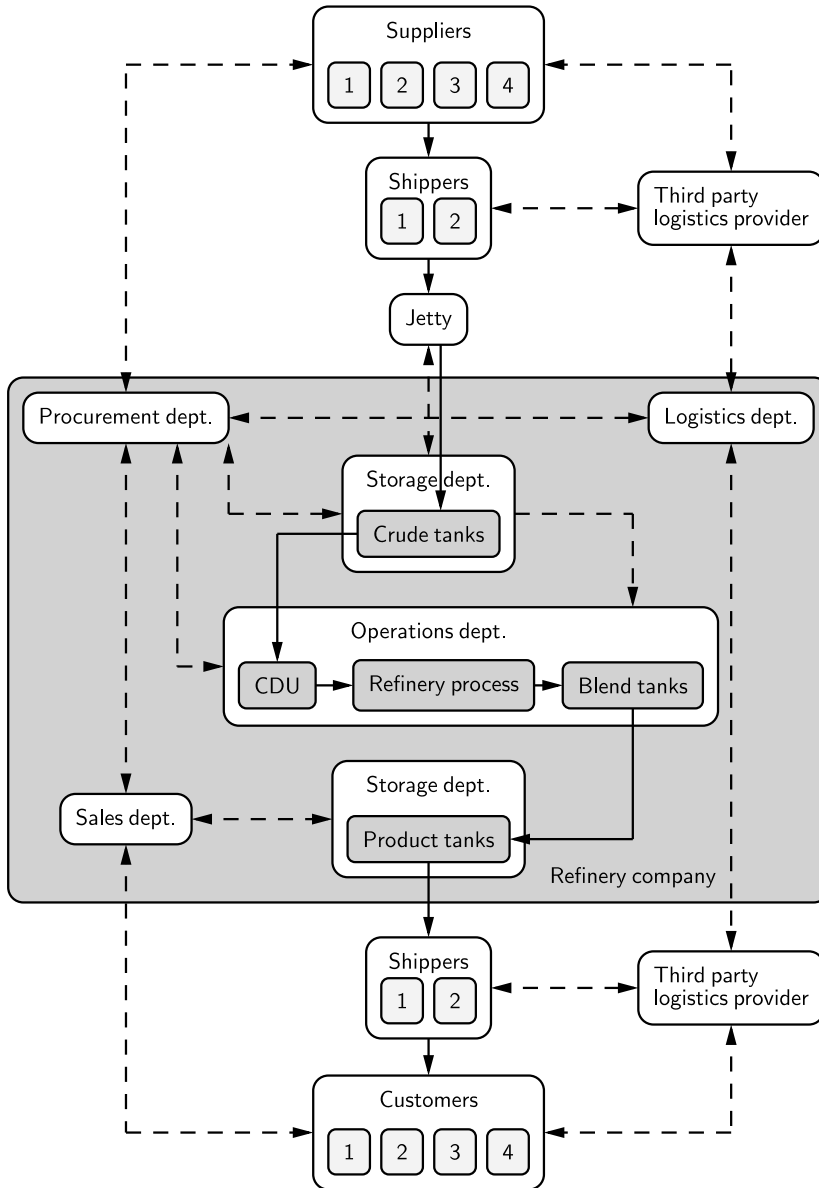 Suppliers
1 2 3 4
Shippers
1 2
Third party
logistics provider
Jetty
Procurement dept.
Logistics dept.
Storage dept.
Crude tanks
Operations dept.
CDU
Refinery process
Blend tanks
Storage dept.
Sales dept.
Product tanks
Refinery company
Shippers
1 2
Third party
logistics provider
Customers
1 2 3 4